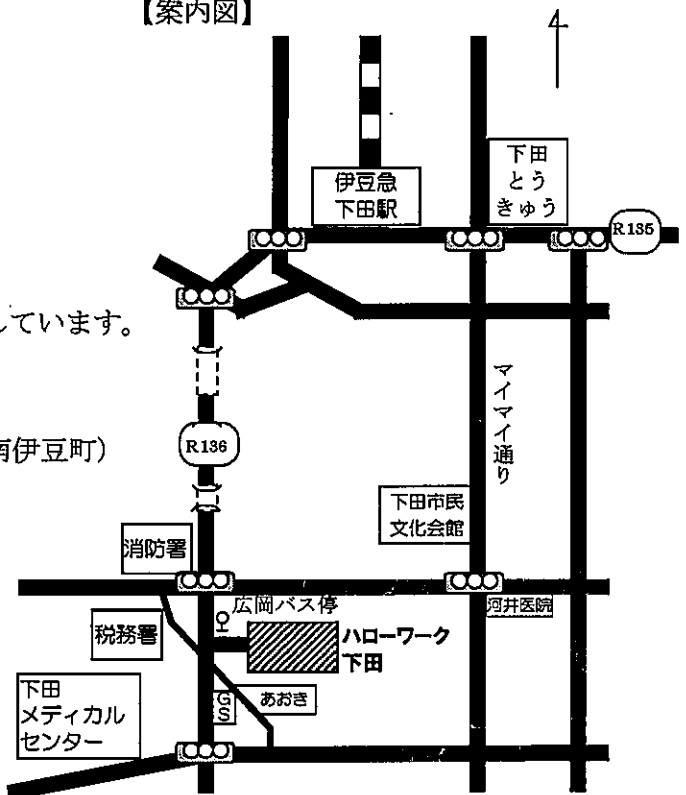 【案内図】
下田
とう
きゅう
伊豆急
下田駅
R135
しています。
マイマイ通り
南伊豆町）
R136
下田市民
文化会館
消防署
広岡バス停
河井医院
税務署
ハローワーク
下田
下田
メディカル
センター
GS
あおき